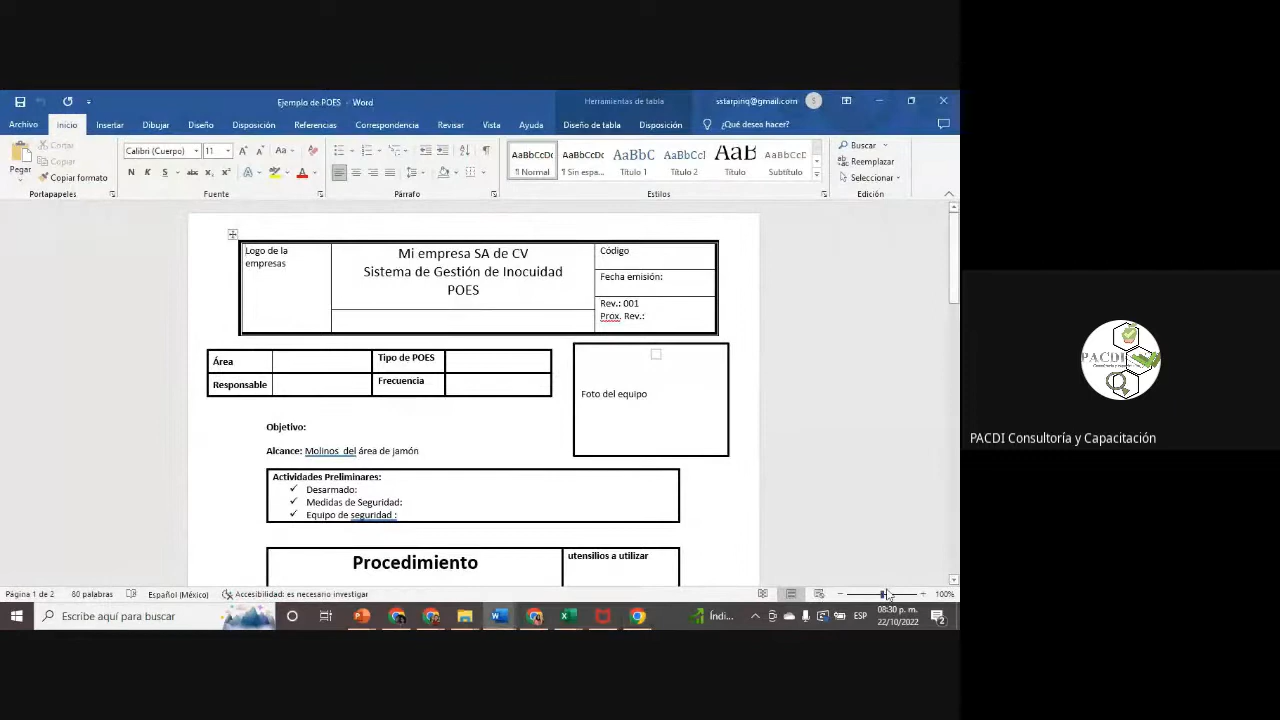 Ejemplo de POES - Word
Herramientas de tabla
sstarpinq@gmail.com
S
Archivo
Inicio
Insertar
Dibujar
Diseño
Disposición
Referencias
Correspondencia
Revisar
Vista
Ayuda
Diseño de tabla
Disposición
¿Qué desea hacer?
Pegar
Cortar
Copiar
Copiar formato
Portapapeles
Calibri (Cuerpo)
11
Fuente
Párrafo
AaBbCcDc
¶ Normal
AaBbCcDc
¶ Sin espa...
AaBbC
Título 1
AaBbCcI
Título 2
AaB
Título
AaBbCcD
Subtítulo
Estilos
Buscar
Reemplazar
Seleccionar
Edición
Logo de la
empresas
Mi empresa SA de CV
Sistema de Gestión de Inocuidad
POES
Código
Fecha emisión:
Rev.: 001
Prox. Rev.:
Área
Tipo de POES
Responsable
Frecuencia
Foto del equipo
Objetivo:
Alcance: Molinos del área de jamón
Actividades Preliminares:
✓ Desarmado:
✓ Medidas de Seguridad:
✓ Equipo de seguridad :
Procedimiento
utensilios a utilizar
Página 1 de 2
80 palabras
Español (México)
Accesibilidad: es necesario investigar
100%
Escribe aquí para buscar
Índi...
ESP
08:30 p. m.
22/10/2022
2
PACDI
PACDI Consultoría y Capacitación